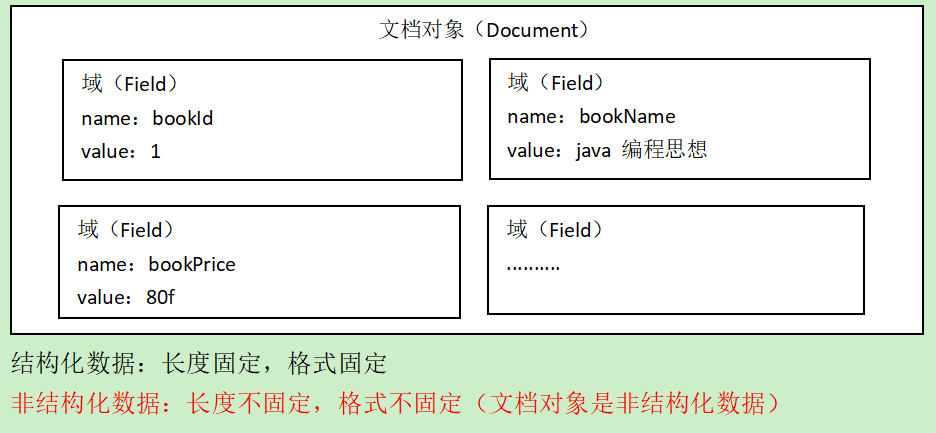 文档对象（Document）
域（Field）
name：bookId
value：1
域（Field）
name：bookName
value：java 编程思想
域（Field）
name：bookPrice
value：80f
域（Field）
..........
结构化数据：长度固定，格式固定
非结构化数据：长度不固定，格式不固定（文档对象是非结构化数据）